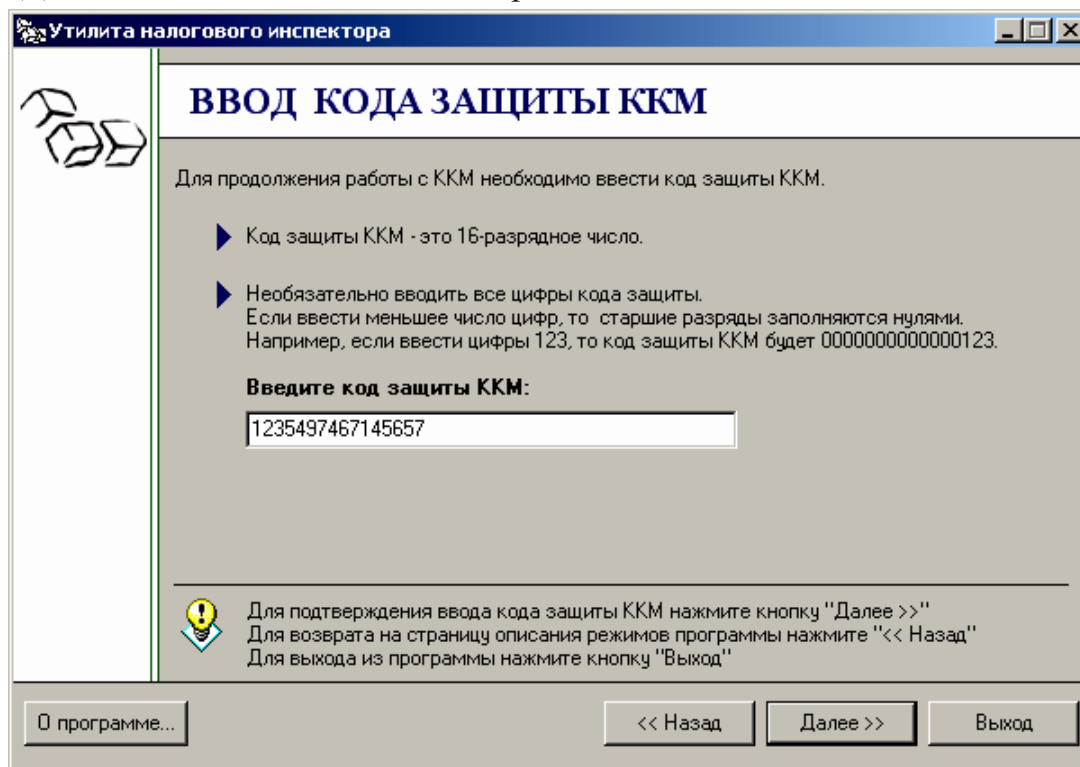 Утилита налогового инспектора
ВВОД КОДА ЗАЩИТЫ ККМ
Для продолжения работы с ККМ необходимо ввести код защиты ККМ.
Код защиты ККМ - это 16-разрядное число.
Необязательно вводить все цифры кода защиты.
Если ввести меньшее число цифр, то старшие разряды заполняются нулями.
Например, если ввести цифры 123, то код защиты ККМ будет 0000000000000123.
Введите код защиты ККМ:
1235497467145657
Для подтверждения ввода кода защиты ККМ нажмите кнопку "Далее >>"
Для возврата на страницу описания режимов программы нажмите "<< Назад"
Для выхода из программы нажмите кнопку "Выход"
О программе... << Назад Далее >> Выход